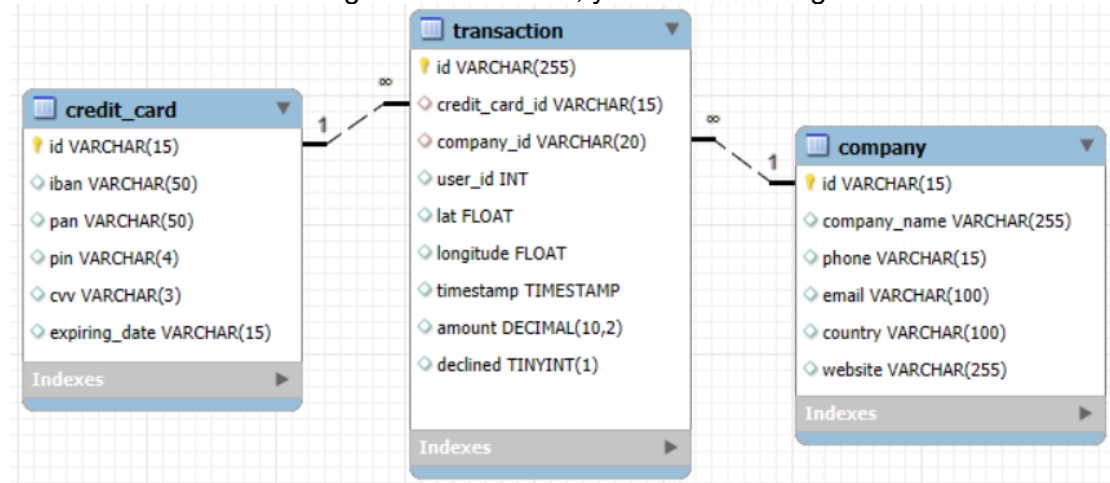 transaction
id VARCHAR(255)
credit_card_id VARCHAR(15)
company_id VARCHAR(20)
user_id INT
lat FLOAT
longitude FLOAT
timestamp TIMESTAMP
amount DECIMAL(10,2)
declined TINYINT(1)
Indexes
credit_card
id VARCHAR(15)
iban VARCHAR(50)
pan VARCHAR(50)
pin VARCHAR(4)
cvv VARCHAR(3)
expiring_date VARCHAR(15)
Indexes
1
∞
∞
1
company
id VARCHAR(15)
company_name VARCHAR(255)
phone VARCHAR(15)
email VARCHAR(100)
country VARCHAR(100)
website VARCHAR(255)
Indexes